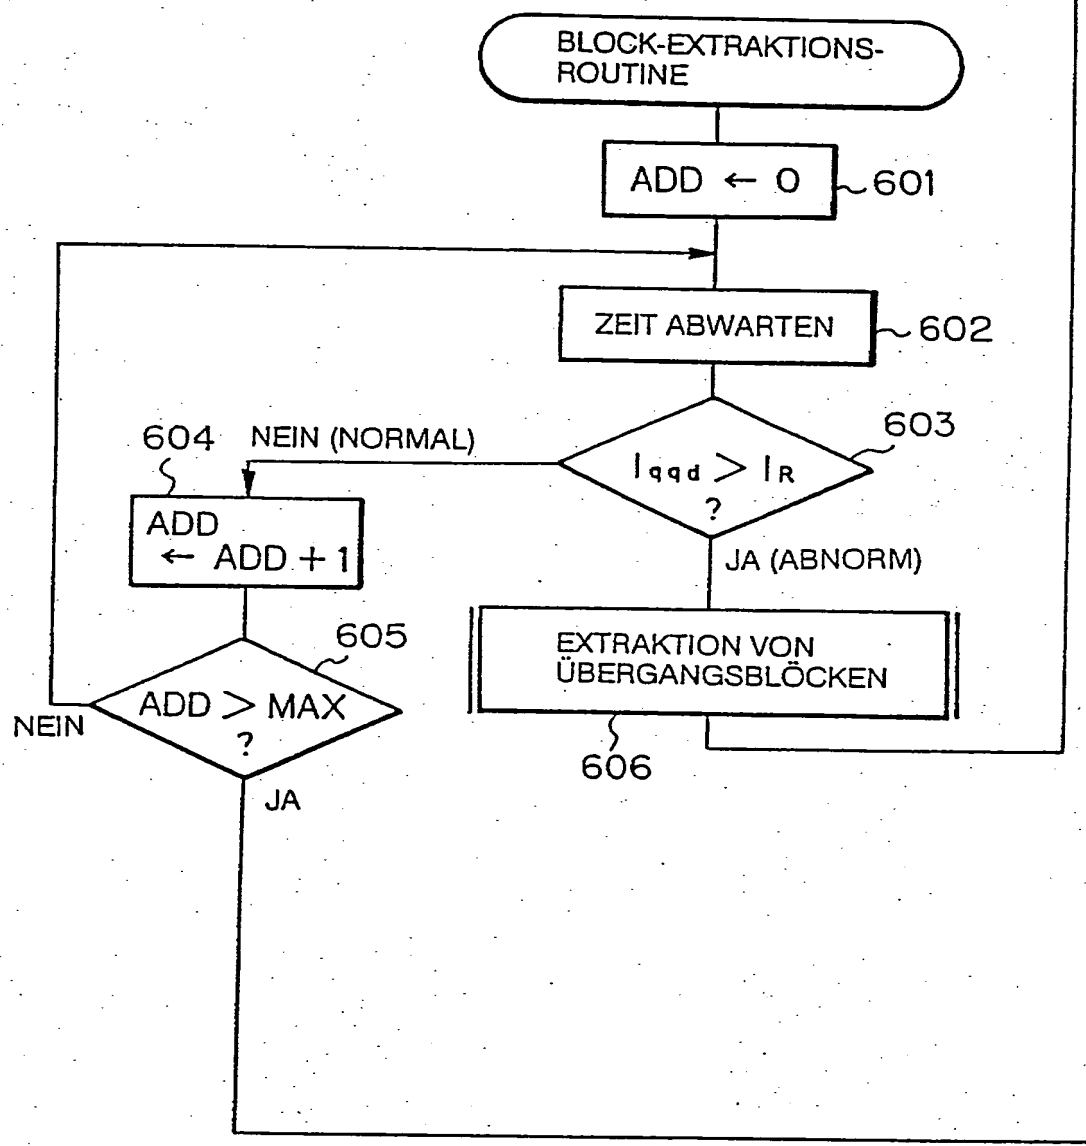 BLOCK-EXTRAKTIONS-
ROUTINE
ADD ← 0
601
ZEIT ABWARTEN
602
603
Iqqd > IR
?
604
NEIN (NORMAL)
ADD
← ADD + 1
JA (ABNORM)
605
ADD > MAX
?
NEIN
JA
EXTRAKTION VON
ÜBERGANGSBLÖCKEN
606